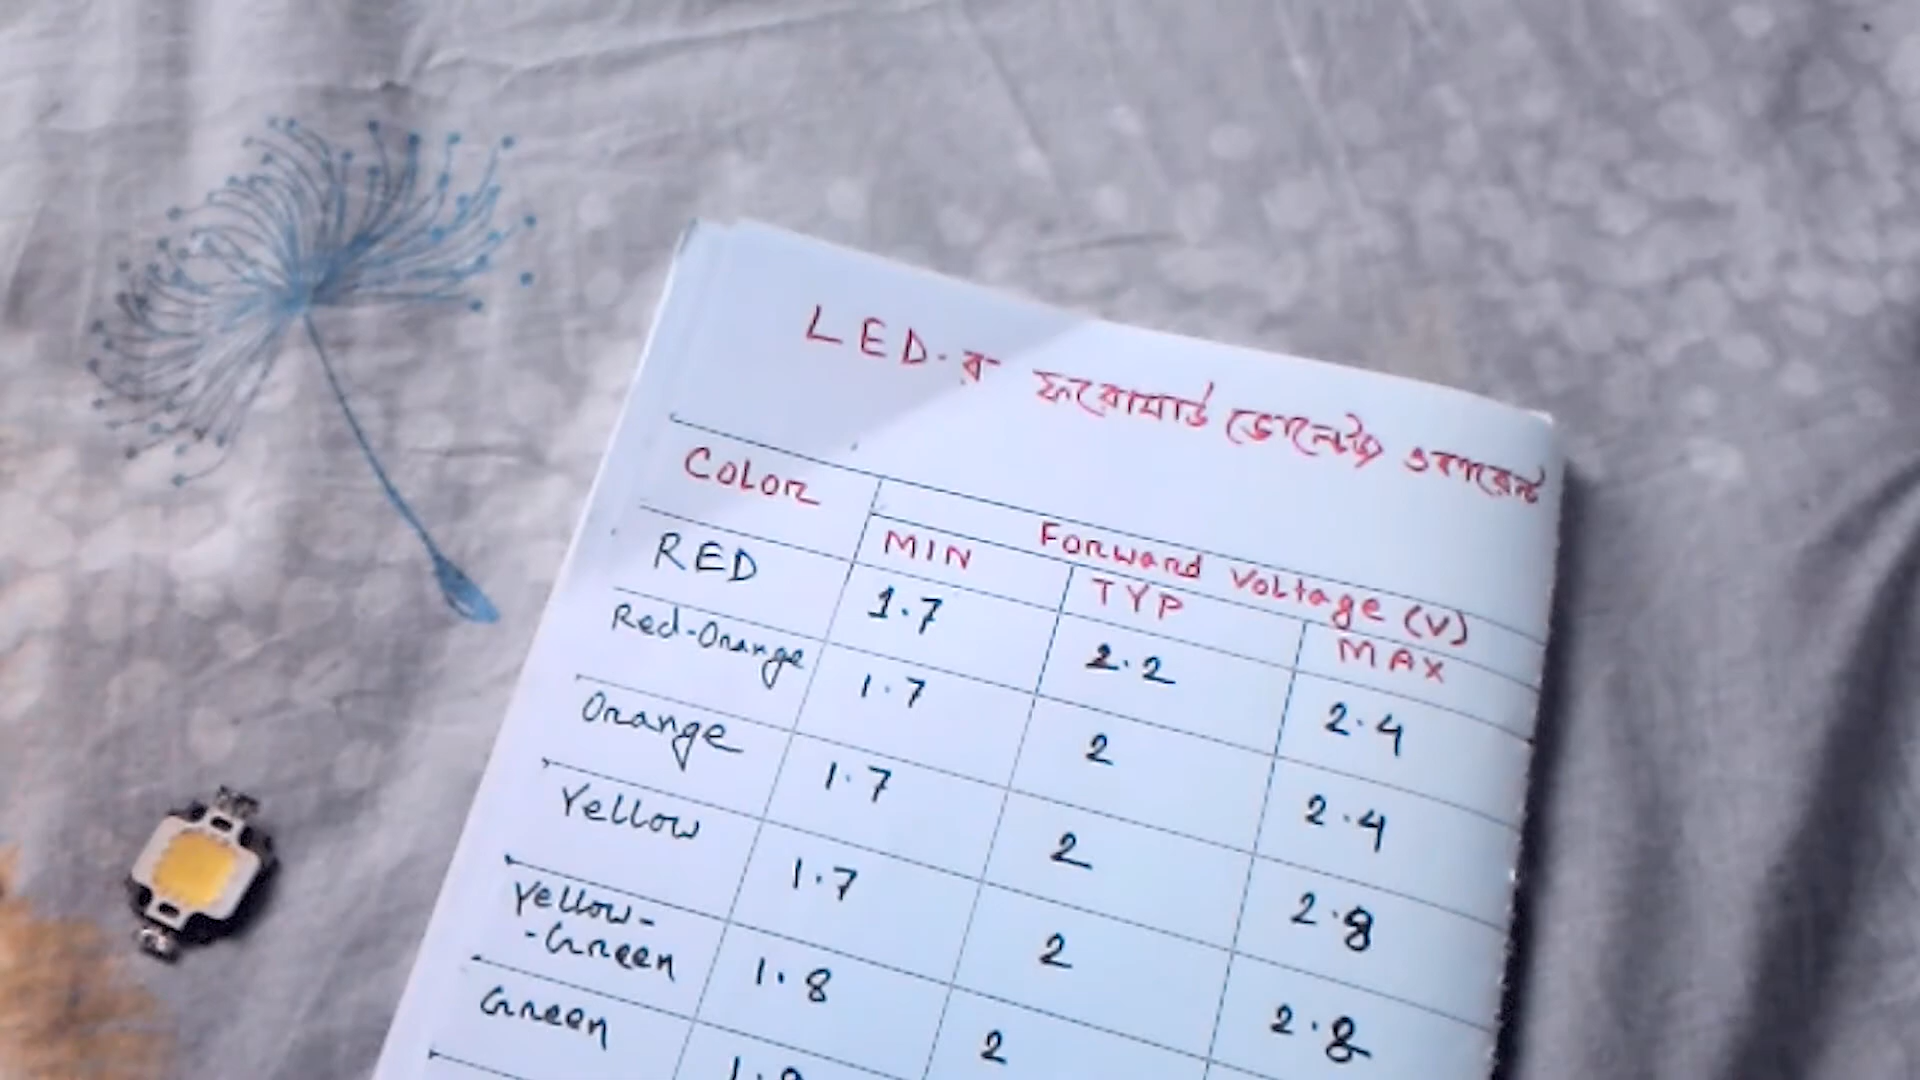 LED-র ফরোয়ার্ড ভোল্টেজ ও কারেন্ট
COLOR Forward Voltage (V)
MIN TYP MAX
RED 1.7 2.2 2.4
Red-Orange 1.7 2 2.4
Orange 1.7 2 2.8
Yellow 1.7 2 2.8
Yellow-
-Green 1.8 2
Green